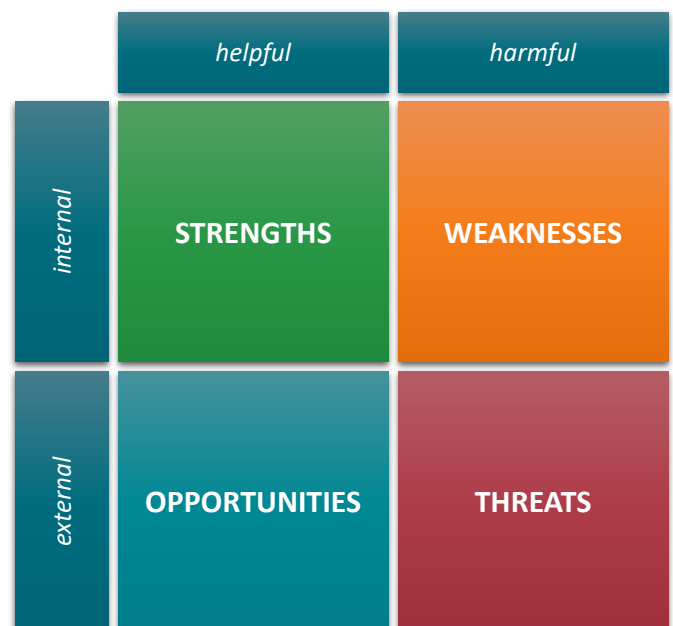 helpful
harmful
internal
STRENGTHS
WEAKNESSES
external
OPPORTUNITIES
THREATS